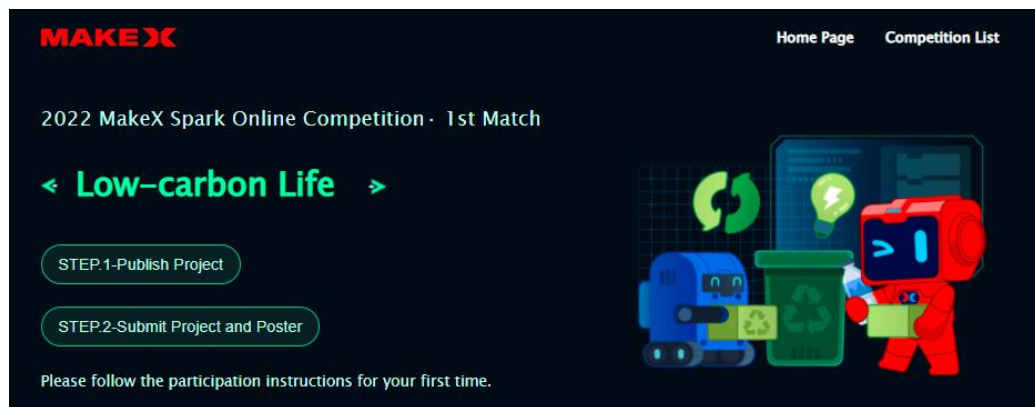 MAKEX
Home Page
Competition List
2022 MakeX Spark Online Competition · 1st Match
< Low-carbon Life >
STEP.1-Publish Project
STEP.2-Submit Project and Poster
Please follow the participation instructions for your first time.